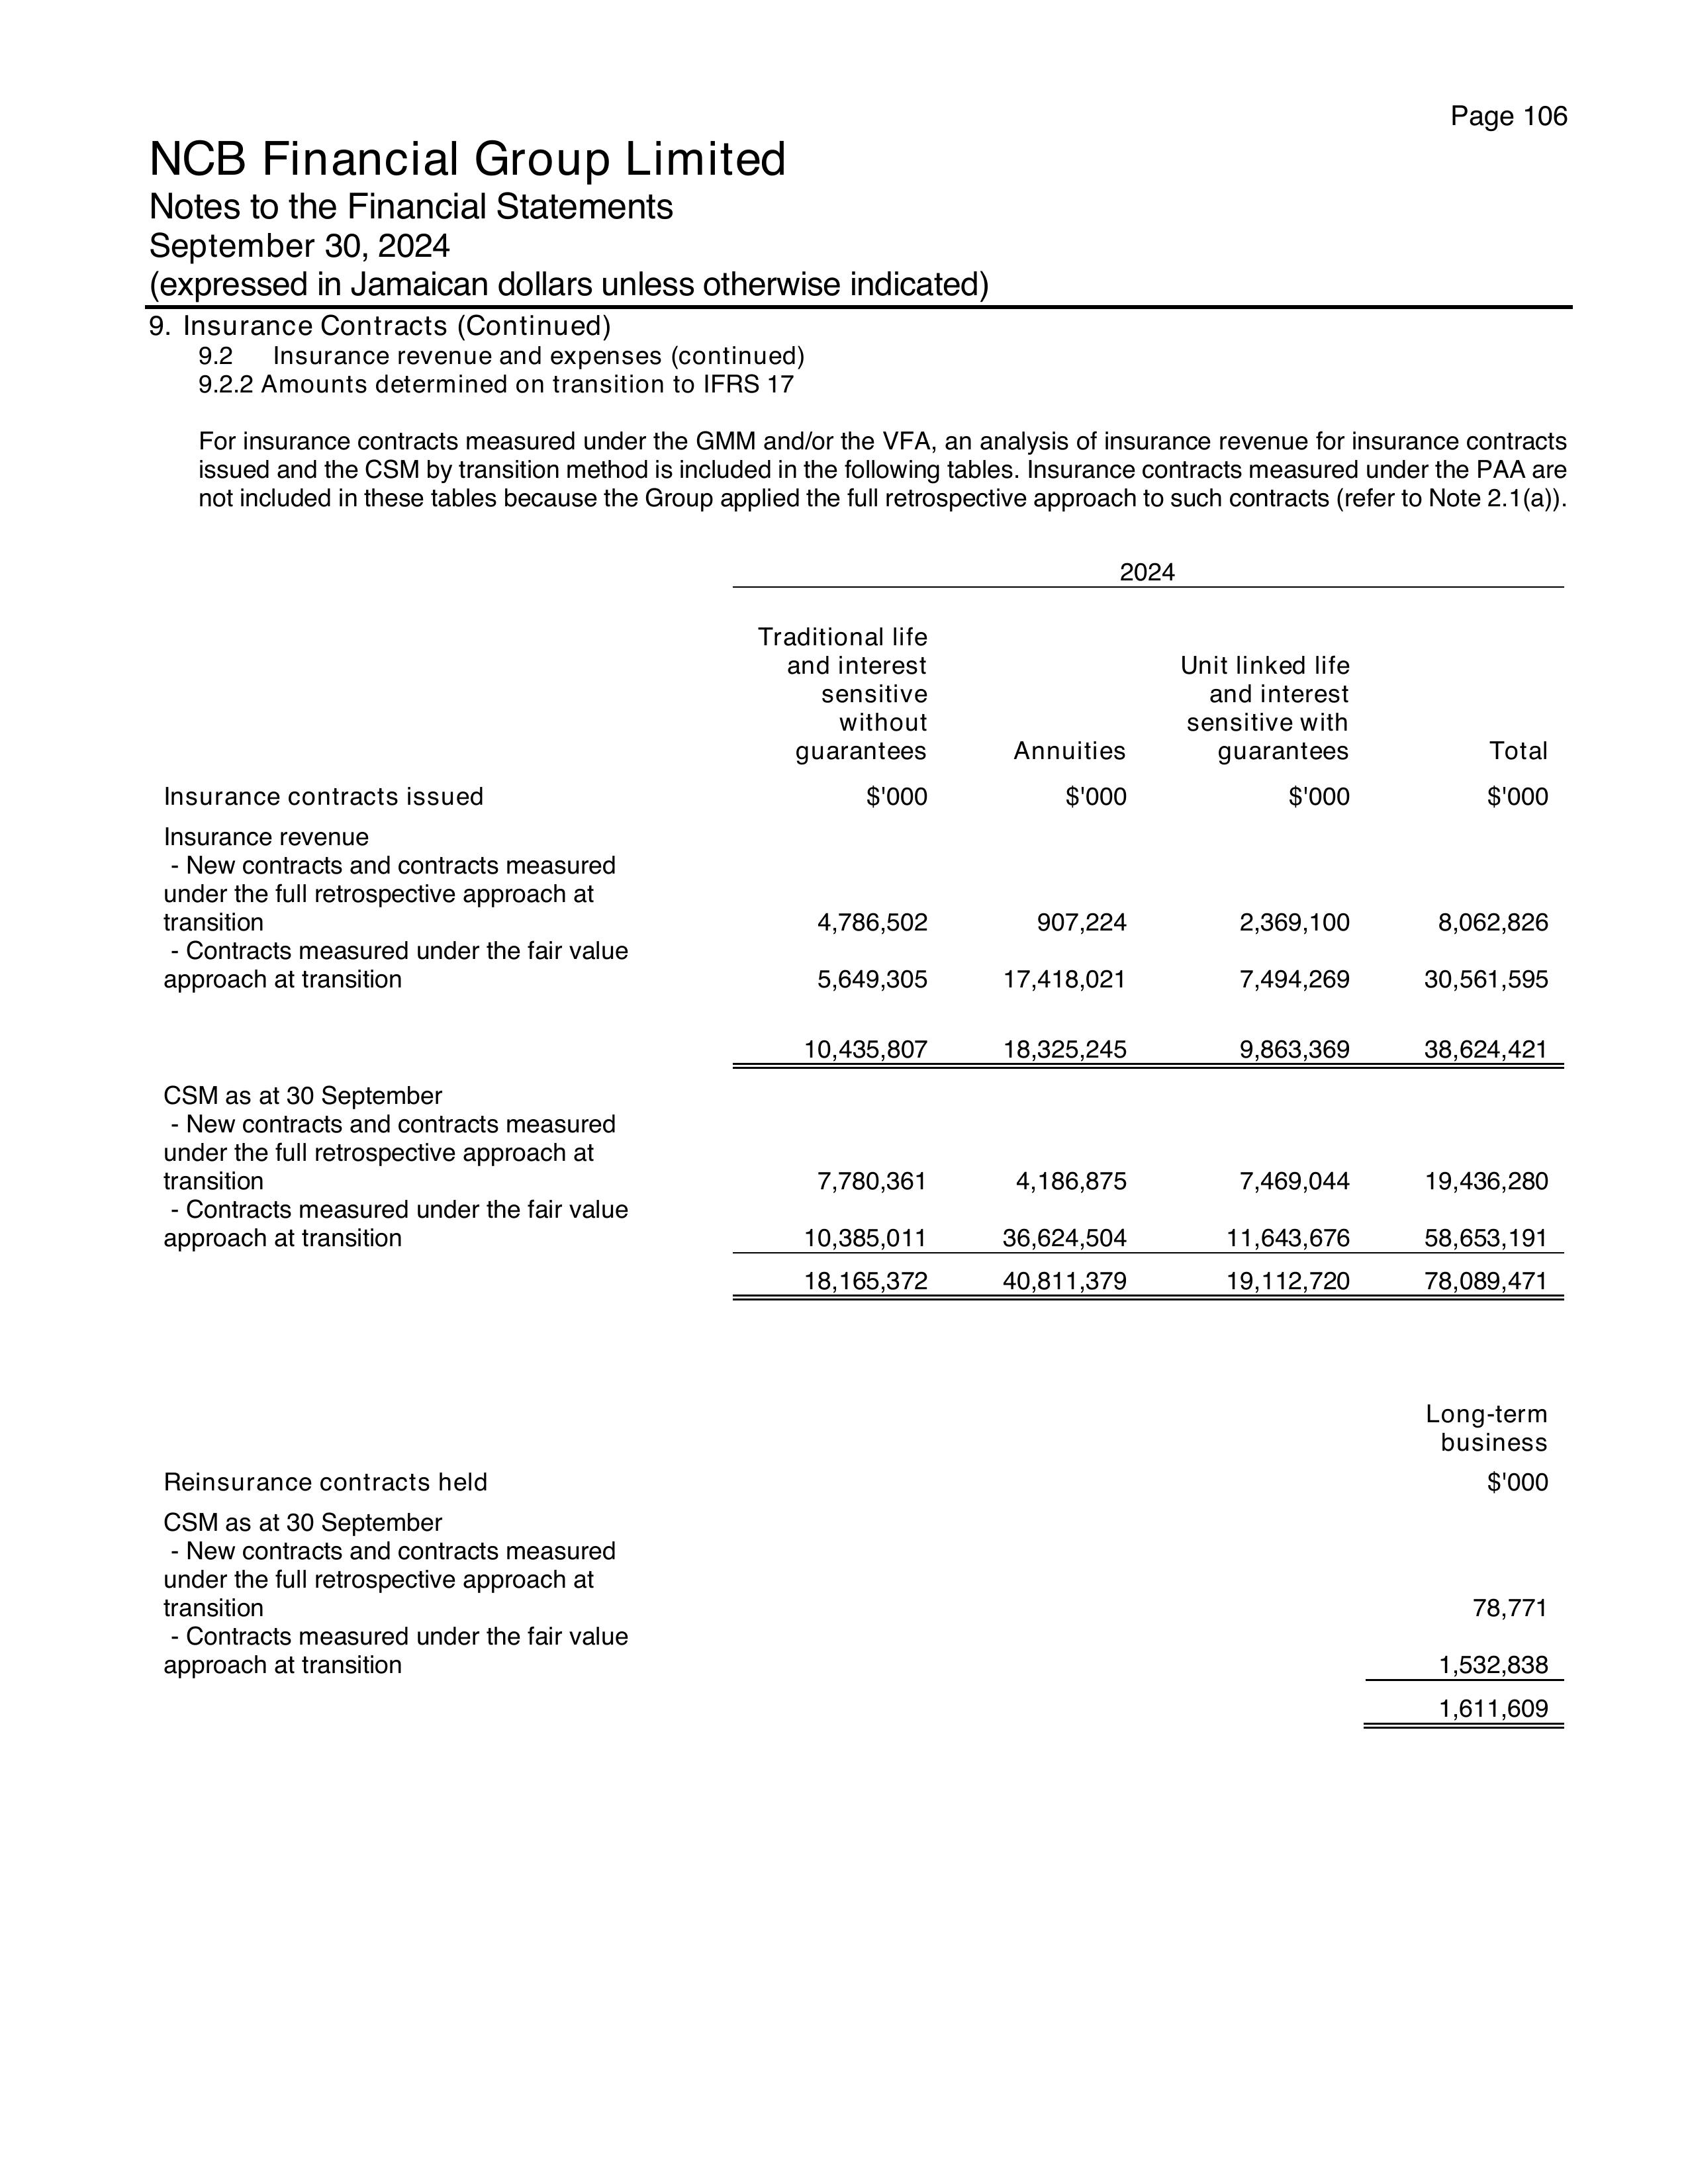 Page 106
NCB Financial Group Limited
Notes to the Financial Statements
September 30, 2024
(expressed in Jamaican dollars unless otherwise indicated)
9. Insurance Contracts (Continued)
9.2 Insurance revenue and expenses (continued)
9.2.2 Amounts determined on transition to IFRS 17
For insurance contracts measured under the GMM and/or the VFA, an analysis of insurance revenue for insurance contracts
issued and the CSM by transition method is included in the following tables. Insurance contracts measured under the PAA are
not included in these tables because the Group applied the full retrospective approach to such contracts (refer to Note 2.1(a)).
2024
Traditional life
and interest Unit linked life
sensitive and interest
without sensitive with
guarantees Annuities guarantees Total
Insurance contracts issued $'000 $'000 $'000 $'000
Insurance revenue
- New contracts and contracts measured
under the full retrospective approach at
transition 4,786,502 907,224 2,369,100 8,062,826
- Contracts measured under the fair value
approach at transition 5,649,305 17,418,021 7,494,269 30,561,595
10,435,807 18,325,245 9,863,369 38,624,421
CSM as at 30 September
- New contracts and contracts measured
under the full retrospective approach at
transition 7,780,361 4,186,875 7,469,044 19,436,280
- Contracts measured under the fair value
approach at transition 10,385,011 36,624,504 11,643,676 58,653,191
18,165,372 40,811,379 19,112,720 78,089,471
Long-term
business
Reinsurance contracts held $'000
CSM as at 30 September
- New contracts and contracts measured
under the full retrospective approach at
transition 78,771
- Contracts measured under the fair value
approach at transition 1,532,838
1,611,609